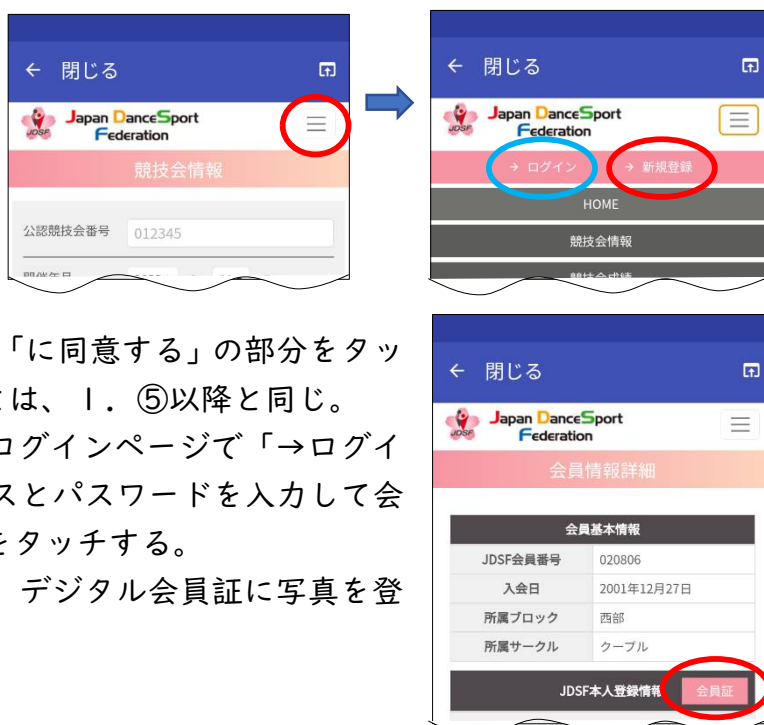 ← 閉じる
JDSF Japan DanceSport Federation
競技会情報
公認競技会番号 012345
← 閉じる
JDSF Japan DanceSport Federation
→ ログイン → 新規登録
HOME
競技会情報
競技会成績
「に同意する」の部分をタッ
は、1．⑤以降と同じ。
ログインページで「→ログイ
スとパスワードを入力して会
をタッチする。
デジタル会員証に写真を登
← 閉じる
JDSF Japan DanceSport Federation
会員情報詳細
会員基本情報
JDSF会員番号 020806
入会日 2001年12月27日
所属ブロック 西部
所属サークル クーブル
JDSF本人登録情報 会員証